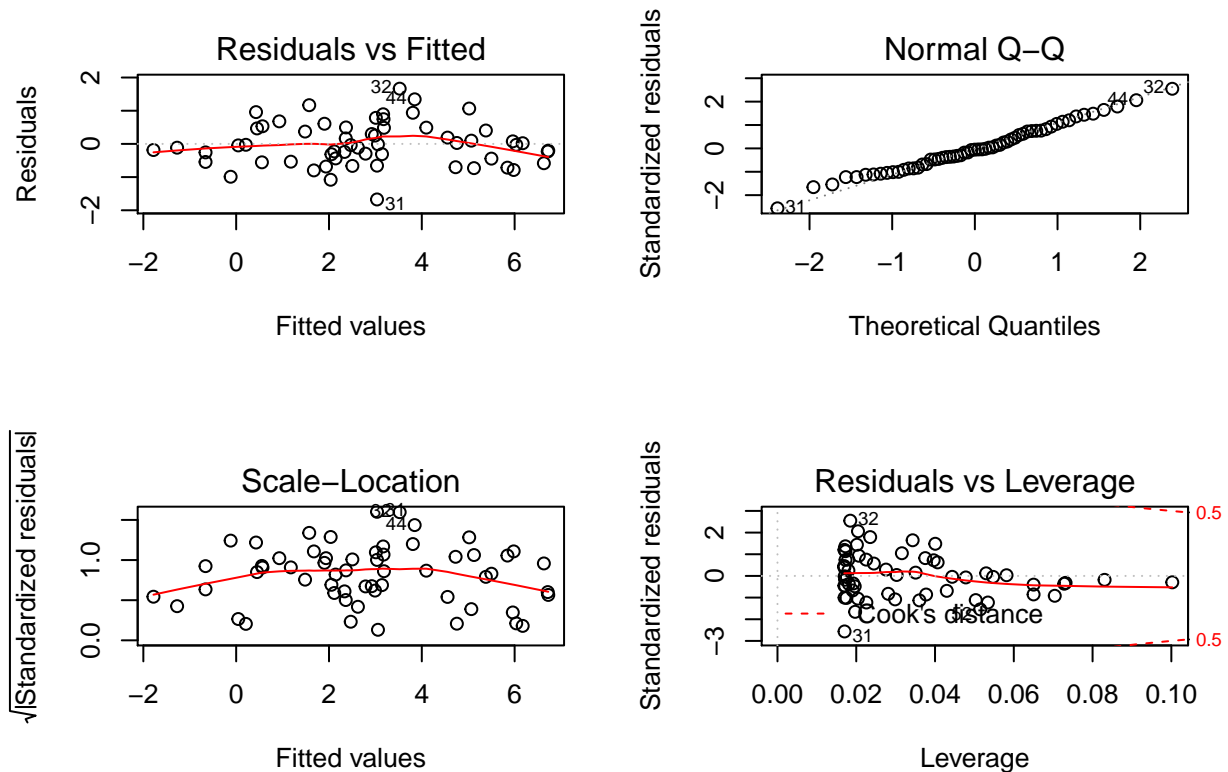 Residuals vs Fitted
Residuals
2
0
−2
32
44
31
−2 0 2 4 6
Fitted values
Normal Q−Q
Standardized residuals
2
0
−2
44
32
31
−2 −1 0 1 2
Theoretical Quantiles
Scale−Location
√|Standardized residuals|
1.0
0.0
44
−2 0 2 4 6
Fitted values
Residuals vs Leverage
Standardized residuals
2
0
−3
32
31
Cook's distance
0.5
0.5
0.00 0.02 0.04 0.06 0.08 0.10
Leverage